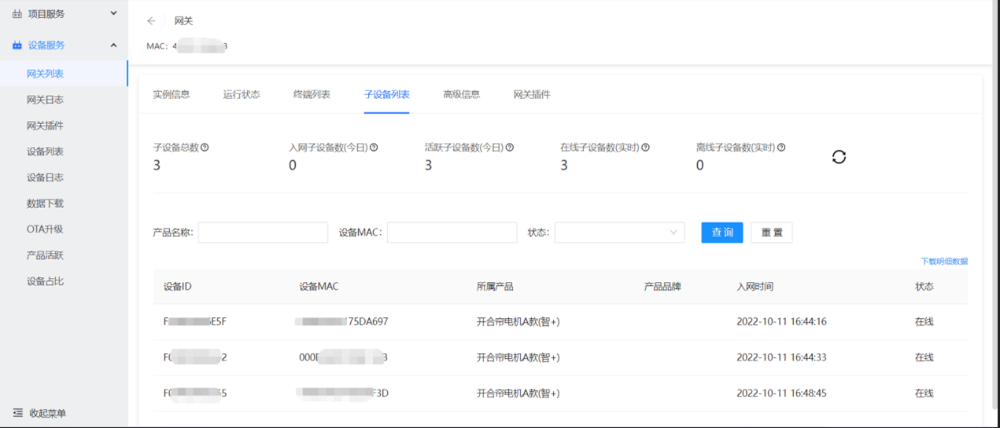 项目服务
设备服务
网关列表
网关日志
网关插件
设备列表
设备日志
数据下载
OTA升级
产品活跃
设备占比
收起菜单
网关
MAC: 4 3
实例信息 运行状态 终端列表 子设备列表 高级信息 网关插件
子设备总数 入网子设备数(今日) 活跃子设备数(今日) 在线子设备数(实时) 离线子设备数(实时)
3 0 3 3 0
产品名称: 设备MAC: 状态: 查询 重置
下载明细数据
设备ID 设备MAC 所属产品 产品品牌 入网时间 状态
F E5F 175DA697 开合帘电机A款(智+) 2022-10-11 16:44:16 在线
F0 2 000 3 开合帘电机A款(智+) 2022-10-11 16:44:33 在线
F0 5 F3D 开合帘电机A款(智+) 2022-10-11 16:48:45 在线